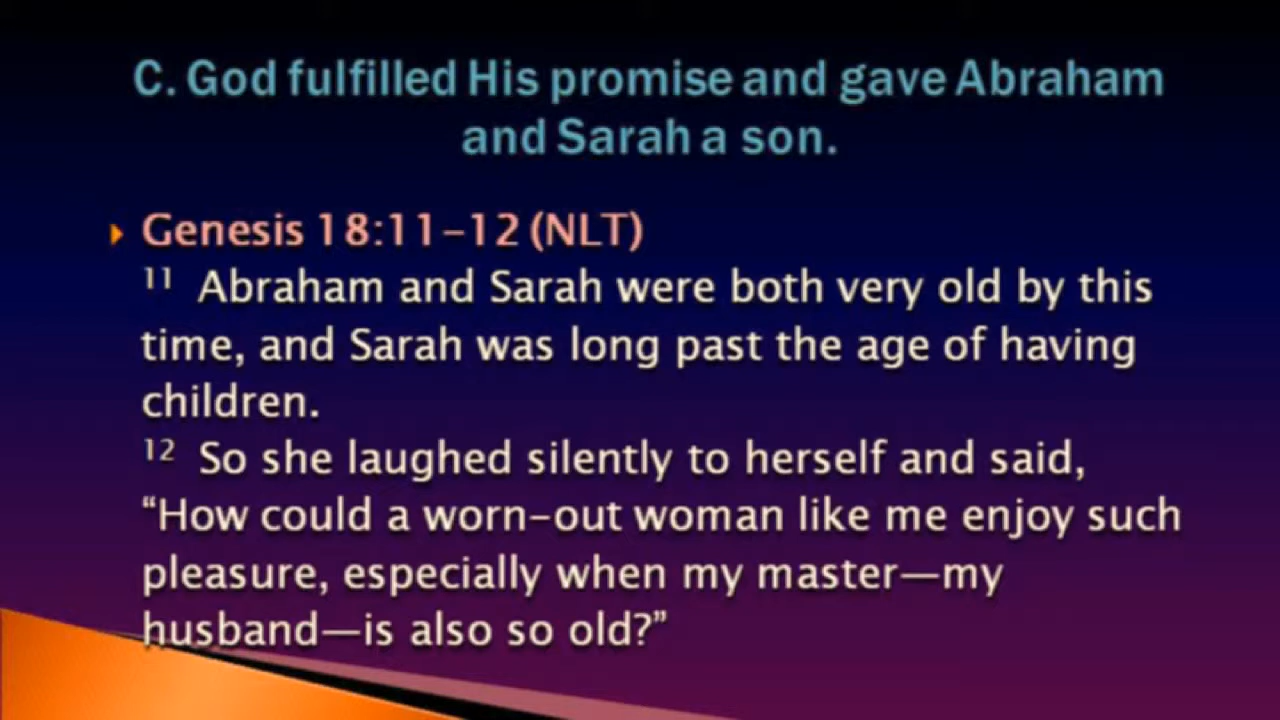 C. God fulfilled His promise and gave Abraham
and Sarah a son.
Genesis 18:11-12 (NLT)
11 Abraham and Sarah were both very old by this
time, and Sarah was long past the age of having
children.
12 So she laughed silently to herself and said,
“How could a worn-out woman like me enjoy such
pleasure, especially when my master—my
husband—is also so old?”